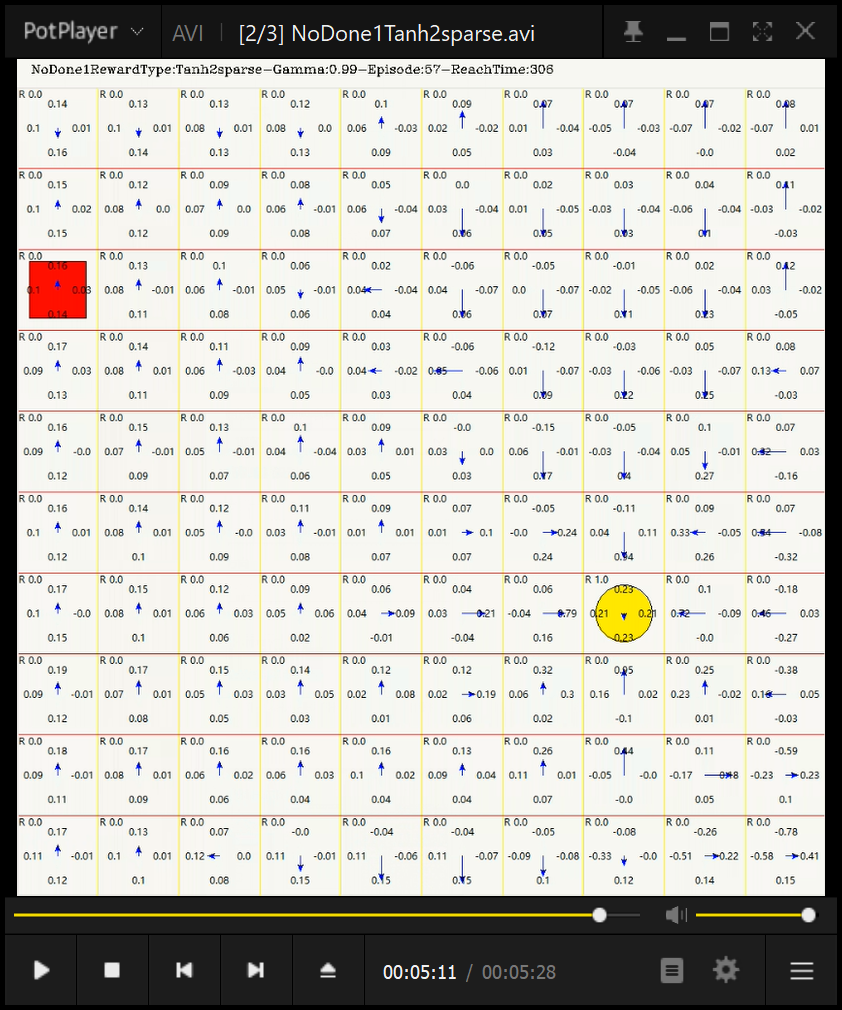 PotPlayer AVI [2/3] NoDone1Tanh2sparse.avi
NoDone1RewardType:Tanh2sparse-Gamma:0.99-Episode:57-ReachTime:306
R 0.0 R 0.0 R 0.0 R 0.0 R 0.0 R 0.0 R 0.0 R 0.0 R 0.0 R 0.0
0.14 0.13 0.13 0.12 0.1 0.09 0.07 0.07 0.07 0.08
0.1 0.01 0.1 0.01 0.08 0.01 0.08 0.0 0.06 -0.03 0.02 -0.02 0.01 -0.04 -0.05 -0.03 -0.07 -0.02 -0.07 0.01
0.16 0.14 0.13 0.13 0.09 0.05 0.03 -0.04 -0.0 0.02
R 0.0 R 0.0 R 0.0 R 0.0 R 0.0 R 0.0 R 0.0 R 0.0 R 0.0 R 0.0
0.15 0.12 0.09 0.08 0.05 0.0 0.02 0.03 0.04 0.11
0.1 0.02 0.08 0.0 0.07 0.0 0.06 -0.01 0.06 -0.04 0.03 -0.04 0.01 -0.05 -0.03 -0.04 -0.06 -0.04 -0.03 -0.02
0.15 0.12 0.09 0.08 0.07 0.06 0.05 0.03 0.1 -0.03
R 0.0 R 0.0 R 0.0 R 0.0 R 0.0 R 0.0 R 0.0 R 0.0 R 0.0 R 0.0
0.16 0.13 0.1 0.06 0.02 -0.06 -0.05 -0.01 0.02 0.12
0.1 0.03 0.08 -0.01 0.06 -0.01 0.05 -0.01 0.04 -0.04 0.04 -0.06 0.0 -0.07 -0.02 -0.05 -0.04 -0.06 0.03 -0.02
0.14 0.11 0.08 0.06 0.04 0.06 0.07 0.11 0.23 -0.05
R 0.0 R 0.0 R 0.0 R 0.0 R 0.0 R 0.0 R 0.0 R 0.0 R 0.0 R 0.0
0.17 0.14 0.11 0.09 0.03 -0.06 -0.12 -0.03 0.05 0.08
0.09 0.03 0.08 0.01 0.06 -0.03 0.04 -0.0 0.04 -0.02 0.05 -0.06 0.01 -0.07 -0.03 -0.06 -0.03 -0.07 0.13 0.07
0.13 0.11 0.09 0.05 0.03 0.04 0.09 0.22 0.25 -0.03
R 0.0 R 0.0 R 0.0 R 0.0 R 0.0 R 0.0 R 0.0 R 0.0 R 0.0 R 0.0
0.16 0.15 0.13 0.1 0.09 -0.0 -0.15 -0.05 0.1 0.07
0.09 -0.0 0.07 -0.01 0.05 -0.01 0.04 -0.04 0.03 0.01 0.03 0.0 0.06 -0.01 -0.03 0.04 0.05 -0.01 0.03
0.12 0.09 0.07 0.06 0.05 0.03 0.17 0.4 0.27 -0.16
R 0.0 R 0.0 R 0.0 R 0.0 R 0.0 R 0.0 R 0.0 R 0.0 R 0.0 R 0.0
0.16 0.14 0.12 0.11 0.09 0.07 -0.05 -0.11 0.09 0.07
0.1 0.01 0.08 0.01 0.05 -0.0 0.03 -0.01 0.01 0.01 0.01 0.1 -0.0 0.24 0.04 0.11 0.33 -0.05 -0.08
0.12 0.1 0.09 0.08 0.07 0.07 0.24 0.94 0.26 -0.32
R 0.0 R 0.0 R 0.0 R 0.0 R 0.0 R 0.0 R 0.0 R 1.0 R 0.0 R 0.0
0.17 0.15 0.12 0.09 0.06 0.04 0.06 0.23 0.1 -0.18
0.1 -0.0 0.08 0.01 0.06 0.03 0.05 0.06 0.04 0.09 0.03 0.21 -0.04 0.79 0.21 0.21 0.72 -0.09 0.46 0.03
0.15 0.1 0.06 0.02 -0.01 -0.04 0.16 0.23 -0.0 -0.27
R 0.0 R 0.0 R 0.0 R 0.0 R 0.0 R 0.0 R 0.0 R 0.0 R 0.0 R 0.0
0.19 0.17 0.15 0.14 0.12 0.12 0.32 0.95 0.25 -0.38
0.09 -0.01 0.07 0.01 0.05 0.03 0.03 0.05 0.02 0.08 0.02 0.19 0.06 0.3 0.16 0.02 0.23 -0.02 0.05
0.12 0.08 0.05 0.03 0.01 0.06 0.02 -0.1 0.01 -0.03
R 0.0 R 0.0 R 0.0 R 0.0 R 0.0 R 0.0 R 0.0 R 0.0 R 0.0 R 0.0
0.18 0.17 0.16 0.16 0.16 0.13 0.26 0.44 0.11 -0.59
0.09 -0.01 0.08 0.01 0.06 0.02 0.06 0.03 0.1 0.02 0.09 0.04 0.11 0.01 -0.05 -0.0 -0.17 0.18 -0.23 0.23
0.11 0.09 0.06 0.04 0.04 0.04 0.07 -0.0 0.05 0.1
R 0.0 R 0.0 R 0.0 R 0.0 R 0.0 R 0.0 R 0.0 R 0.0 R 0.0 R 0.0
0.17 0.13 0.07 -0.0 -0.04 -0.04 -0.05 -0.08 -0.26 -0.78
0.11 -0.01 0.1 0.01 0.12 0.0 0.11 -0.01 0.11 -0.06 0.11 -0.07 -0.09 -0.08 -0.33 -0.0 -0.51 0.22 -0.58 0.41
0.12 0.1 0.08 0.15 0.15 0.15 0.1 0.12 0.14 0.15
00:05:11 / 00:05:28